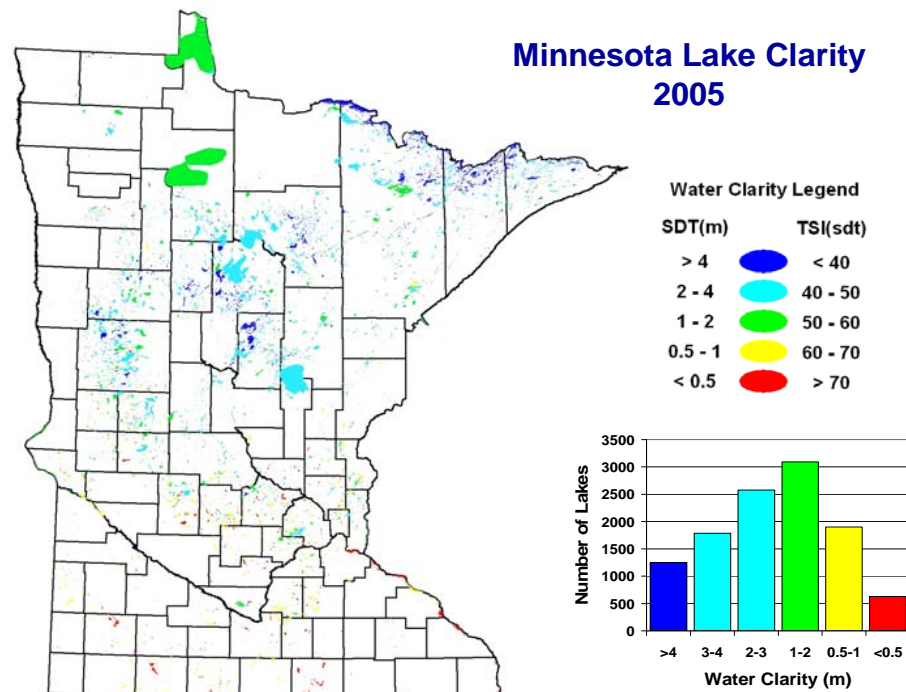 Minnesota Lake Clarity
2005
Water Clarity Legend
SDT(m) TSI(sdt)
> 4 < 40
2 - 4 40 - 50
1 - 2 50 - 60
0.5 - 1 60 - 70
< 0.5 > 70
Number of Lakes
3500
3000
2500
2000
1500
1000
500
0
>4 3-4 2-3 1-2 0.5-1 <0.5
Water Clarity (m)